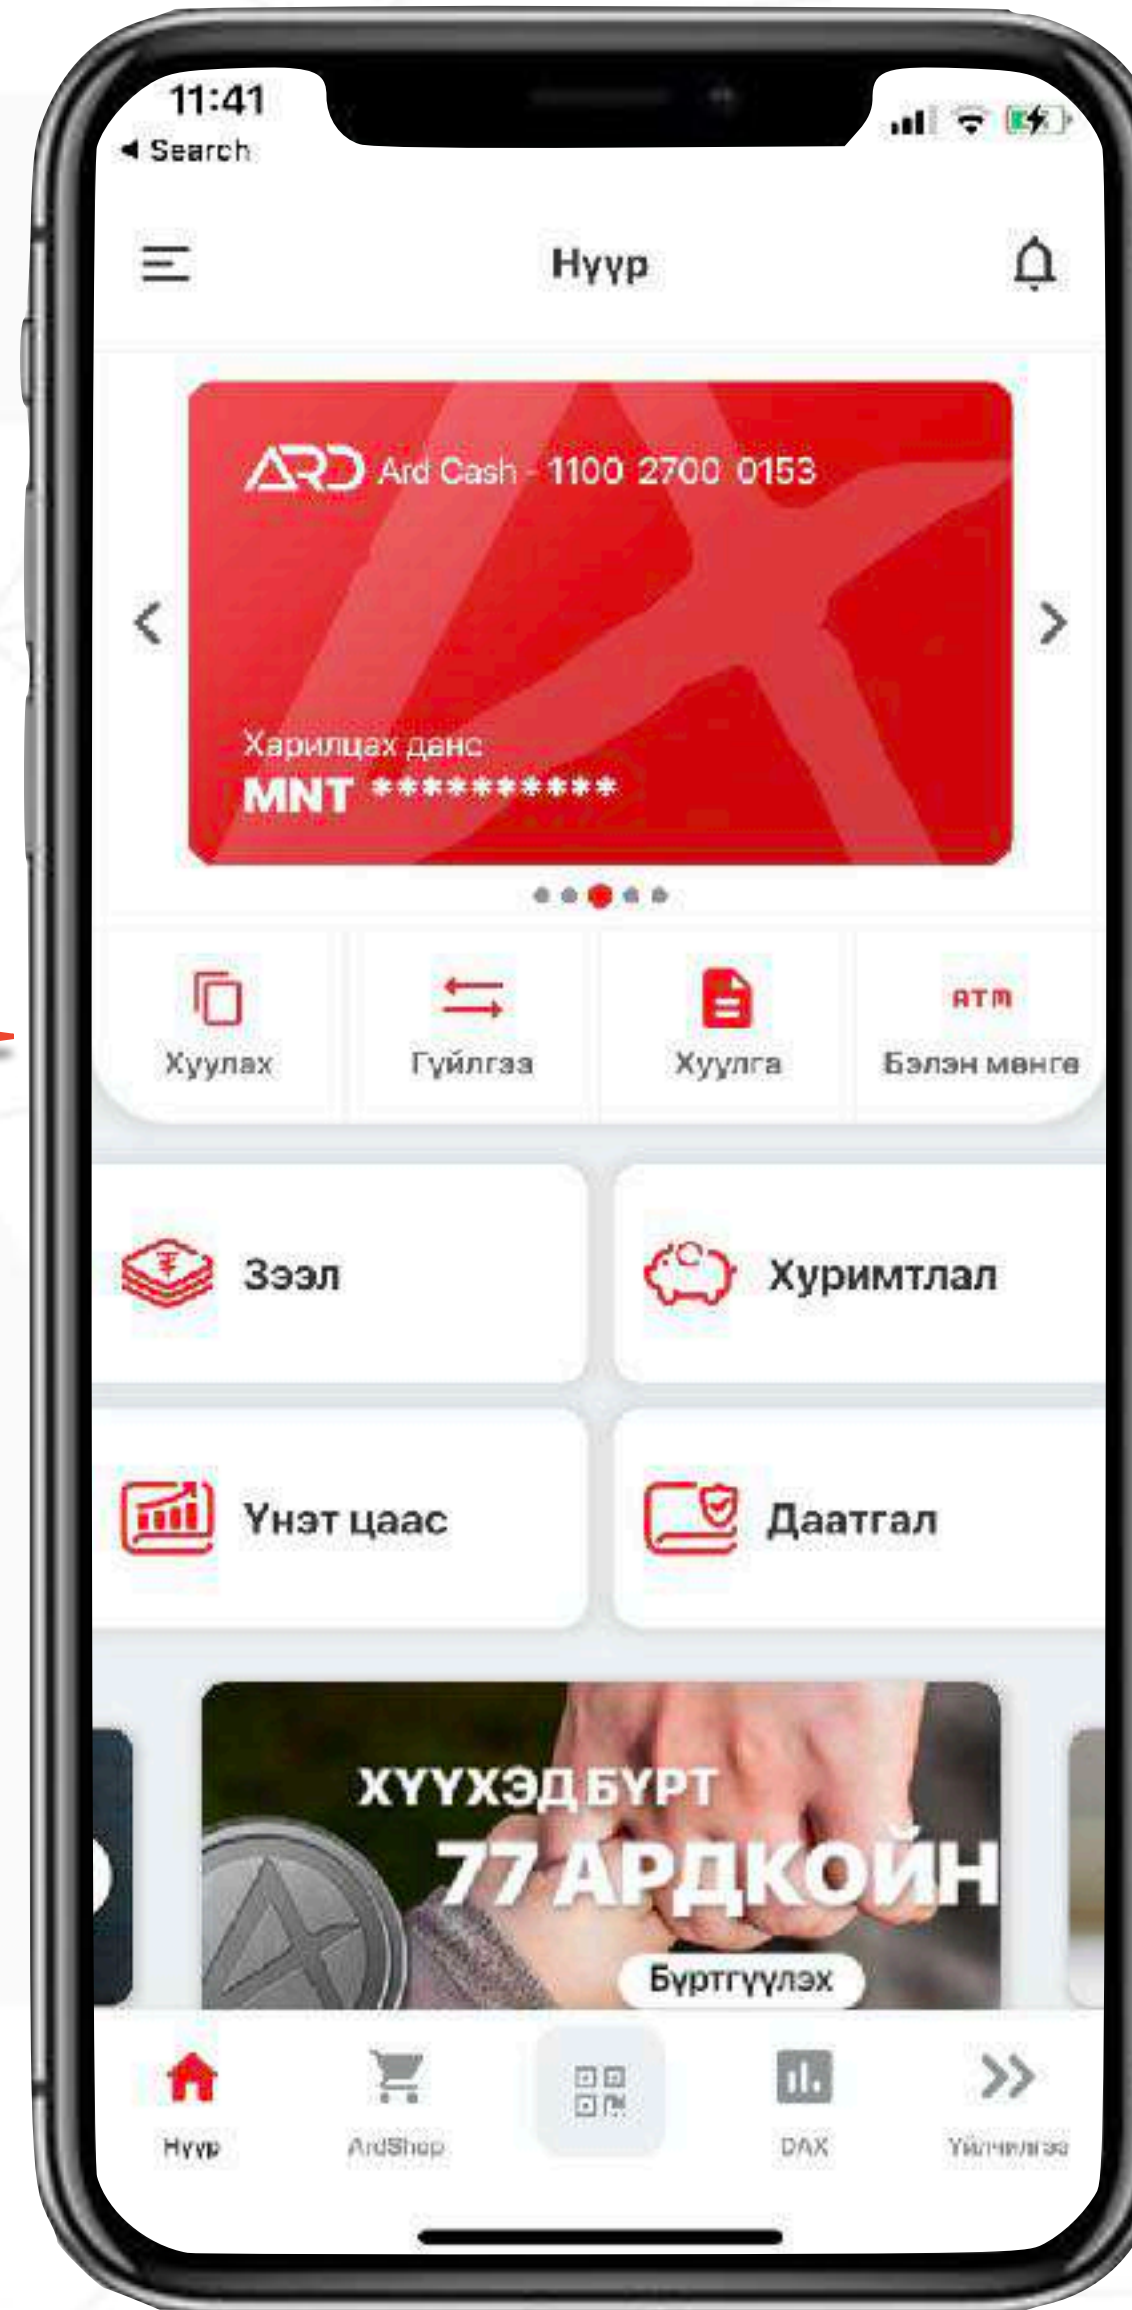 11:41
◀ Search
Нүүр
ARD Ard Cash - 1100 2700 0153
Харилцах данс
MNT **********
Хуулах
Гүйлгээ
Хуулга
ATM
Бэлэн мөнгө
Зээл
Хуримтлал
Үнэт цаас
Даатгал
ХҮҮХЭД БҮРТ
77 АРДКОЙН
Бүртгүүлэх
Нүүр
ArdShop
DAX
Үйлчилгээ